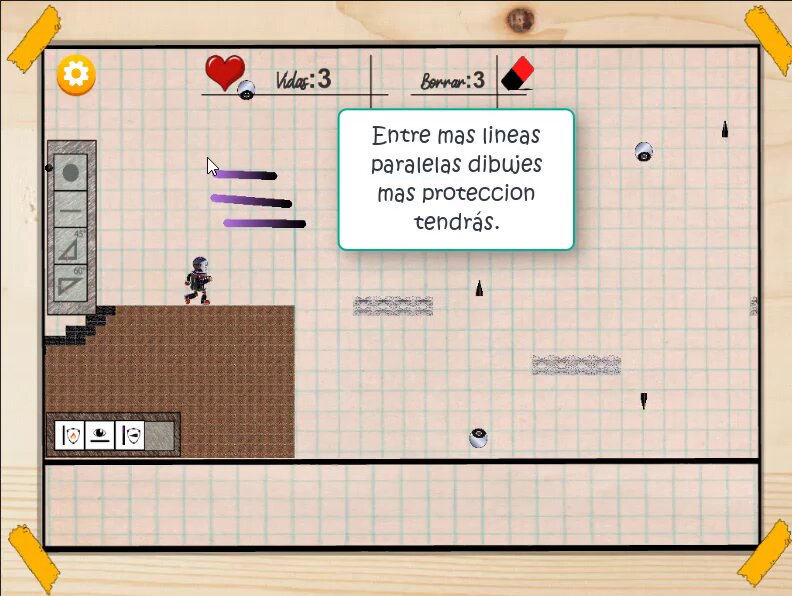 Vidas:3
Borrar:3
Entre mas lineas
paralelas dibujes
mas proteccion
tendrás.
45°
60°